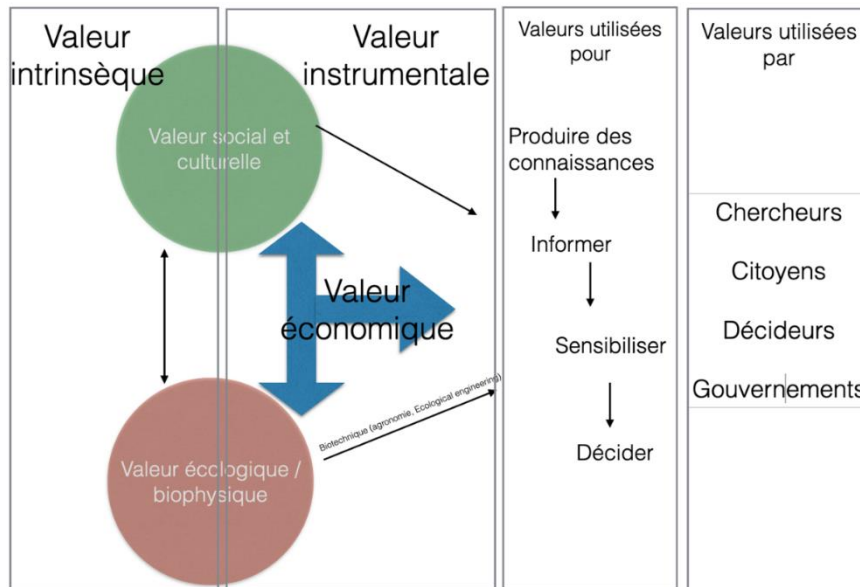 Valeur
intrinsèque
Valeur
instrumentale
Valeurs utilisées
pour
Valeurs utilisées
par
Valeur social et
culturelle
Valeur
économique
Valeur écologique /
biophysique
Biotechnique (agronomie, Ecological engineering)
Produire des
connaissances
Informer
Sensibiliser
Décider
Chercheurs
Citoyens
Décideurs
Gouvernements